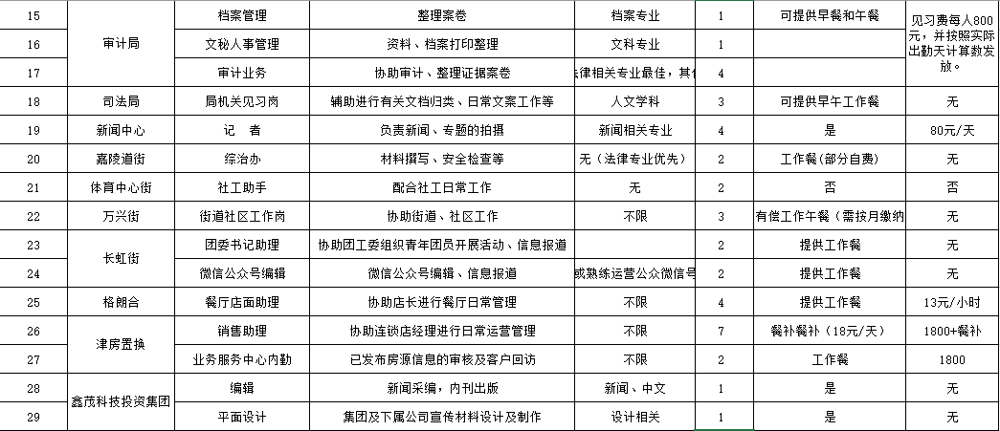 15 审计局 档案管理 整理案卷 档案专业 1 可提供早餐和午餐 见习费每人800元，并按照实际出勤天计算数发放。
16 文秘人事管理 资料、档案打印整理 文科专业 1
17 审计业务 协助审计、整理证据案卷 法律相关专业最佳，其他 4
18 司法局 局机关见习岗 辅助进行有关文档归类、日常文案工作等 人文学科 3 可提供早午工作餐 无
19 新闻中心 记 者 负责新闻、专题的拍摄 新闻相关专业 4 是 80元/天
20 嘉陵道街 综治办 材料撰写、安全检查等 无（法律专业优先） 2 工作餐(部分自费) 无
21 体育中心街 社工助手 配合社工日常工作 无 2 否 否
22 万兴街 街道社区工作岗 协助街道、社区工作 不限 3 有偿工作午餐（需按月缴纳 无
23 长虹街 团委书记助理 协助团工委组织青年团员开展活动、信息报道 2 提供工作餐 无
24 微信公众号编辑 微信公众号编辑、信息报道 或熟练运营公众微信号 2 提供工作餐 无
25 格朗合 餐厅店面助理 协助店长进行餐厅日常管理 不限 4 提供工作餐 13元/小时
26 津房置换 销售助理 协助连锁店经理进行日常运营管理 不限 7 餐补餐补（18元/天） 1800+餐补
27 业务服务中心内勤 已发布房源信息的审核及客户回访 不限 2 工作餐 1800
28 鑫茂科技投资集团 编辑 新闻采编，内刊出版 新闻、中文 1 是 无
29 平面设计 集团及下属公司宣传材料设计及制作 设计相关 1 是 无